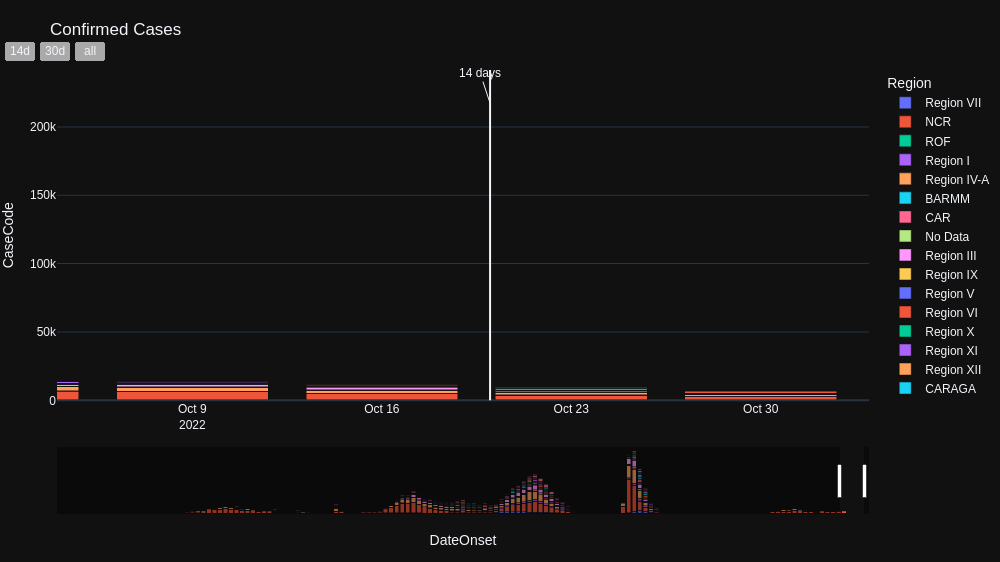 Confirmed Cases
14d 30d all
14 days
200k
150k
100k
50k
0
CaseCode
Oct 9 Oct 16 Oct 23 Oct 30
2022
DateOnset
Region
Region VII
NCR
ROF
Region I
Region IV-A
BARMM
CAR
No Data
Region III
Region IX
Region V
Region VI
Region X
Region XI
Region XII
CARAGA